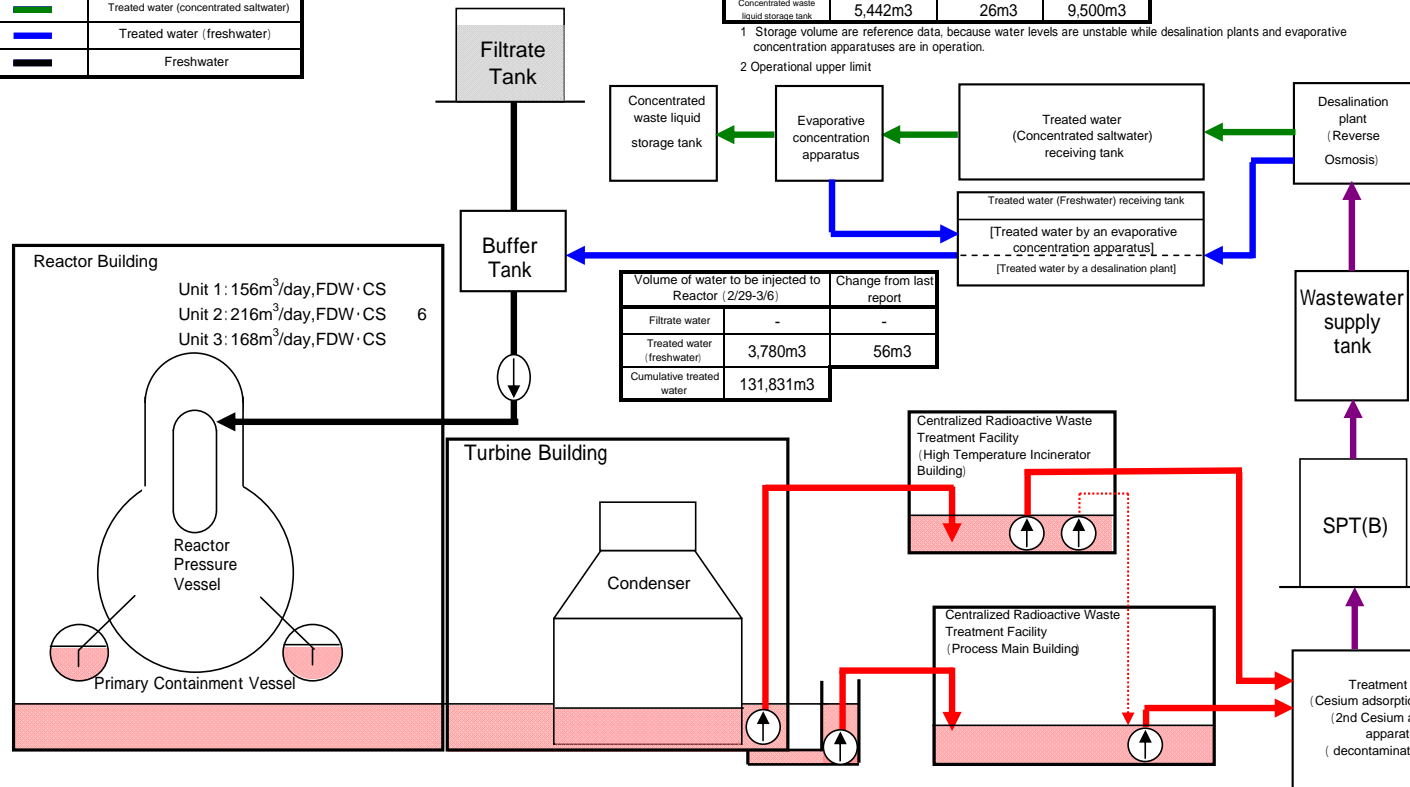 Treated water (concentrated saltwater)
Treated water (freshwater)
Freshwater
Concentrated waste
liquid storage tank
5,442m3
26m3
9,500m3
1 Storage volume are reference data, because water levels are unstable while desalination plants and evaporative
concentration apparatuses are in operation.
2 Operational upper limit
Filtrate
Tank
Concentrated
waste liquid
storage tank
Evaporative
concentration
apparatus
Treated water
(Concentrated saltwater)
receiving tank
Desalination
plant
(Reverse
Osmosis)
Treated water (Freshwater) receiving tank
[Treated water by an evaporative
concentration apparatus]
[Treated water by a desalination plant]
Buffer
Tank
Reactor Building
Unit 1:156m3/day,FDW・CS
Unit 2:216m3/day,FDW・CS 6
Unit 3:168m3/day,FDW・CS
Volume of water to be injected to
Reactor (2/29-3/6)
Change from last
report
Filtrate water
-
-
Treated water
(freshwater)
3,780m3
56m3
Cumulative treated
water
131,831m3
Wastewater
supply
tank
Centralized Radioactive Waste
Treatment Facility
(High Temperature Incinerator
Building)
Turbine Building
SPT(B)
Reactor
Pressure
Vessel
Condenser
Centralized Radioactive Waste
Treatment Facility
(Process Main Building)
Primary Containment Vessel
Treatment
(Cesium
(2nd Cesium